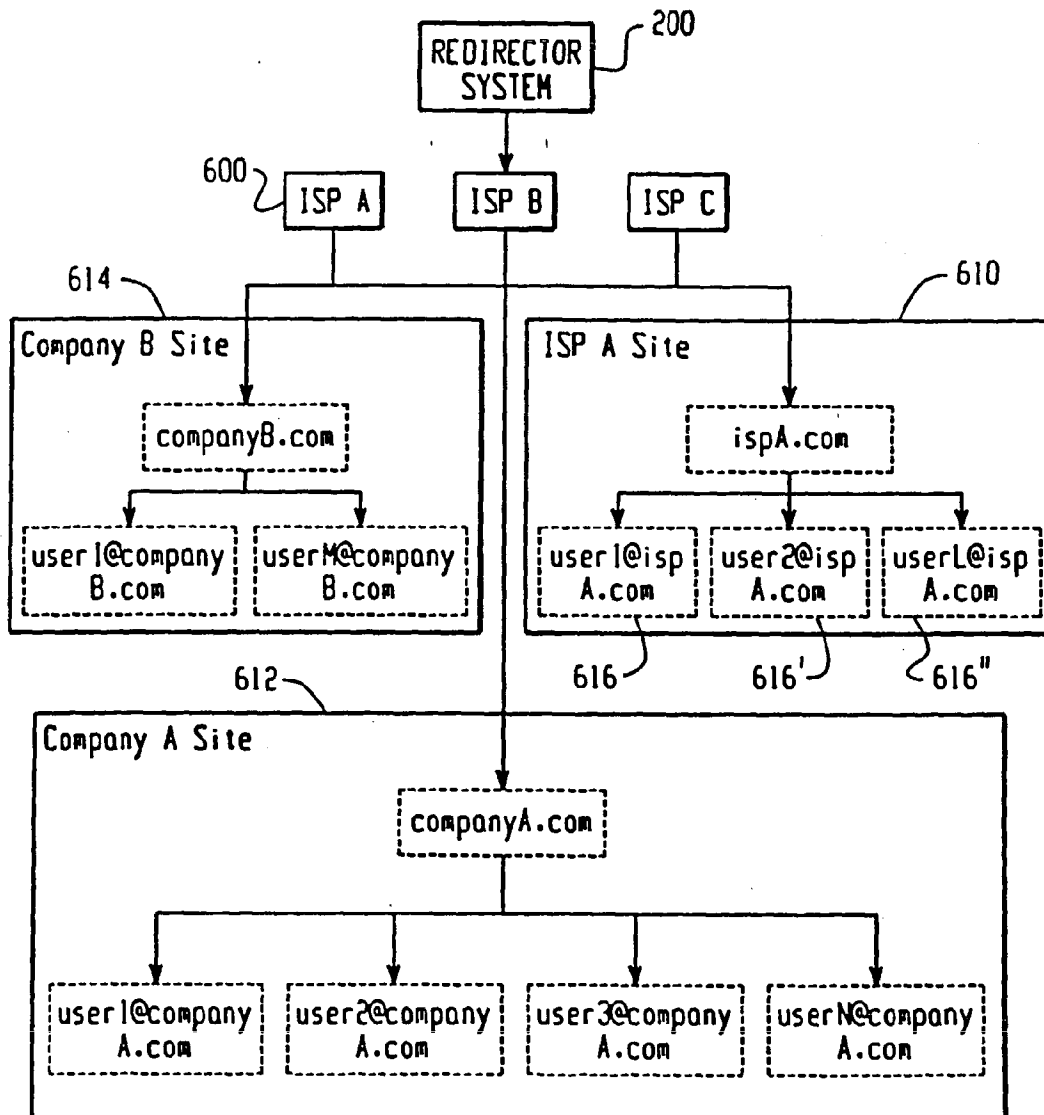 200
REDIRECTOR
SYSTEM
600
ISP A
ISP B
ISP C
614
610
Company B Site
ISP A Site
companyB.com
ispA.com
user1@company
B.com
userM@company
B.com
user1@isp
A.com
user2@isp
A.com
userL@isp
A.com
616
616'
616"
612
Company A Site
companyA.com
user1@company
A.com
user2@company
A.com
user3@company
A.com
userN@company
A.com